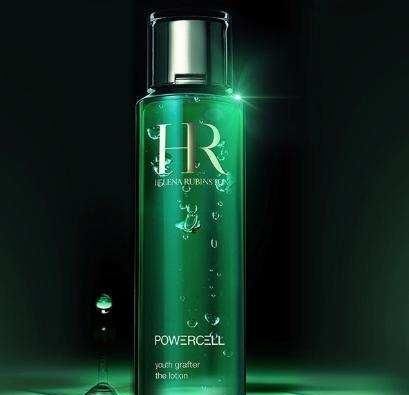 HR
HELENA RUBINSTEIN
POWERCELL
youth grafter
the lotion